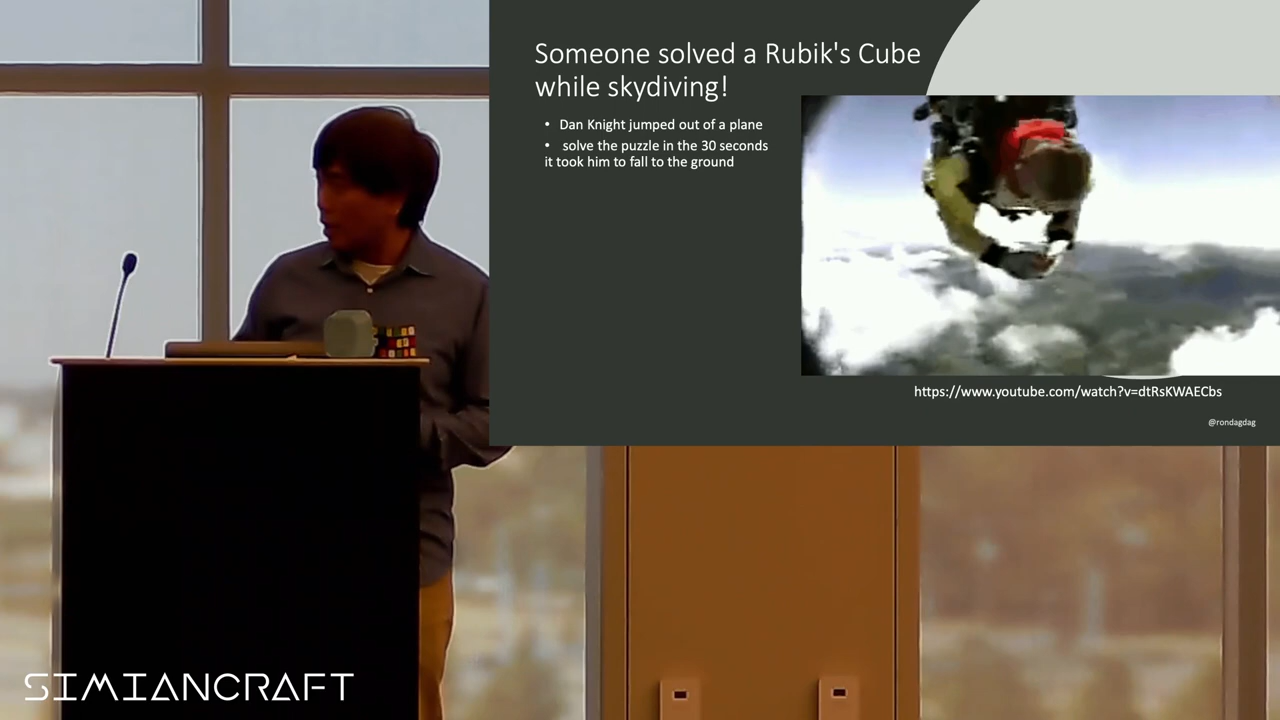 Someone solved a Rubik's Cube
while skydiving!
• Dan Knight jumped out of a plane
• solve the puzzle in the 30 seconds
it took him to fall to the ground
https://www.youtube.com/watch?v=dtRsKWAECbs
@rondagdag
SIMIANCRAFT